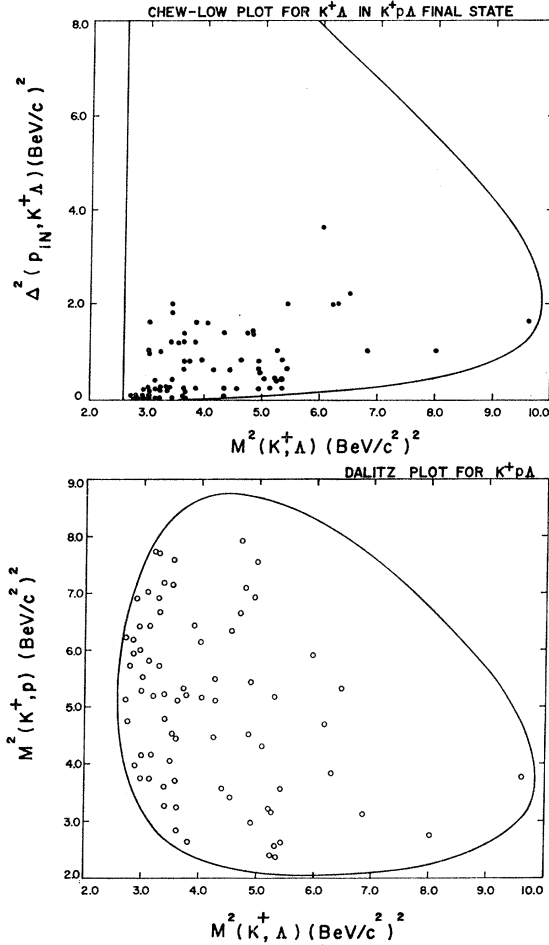 CHEW-LOW PLOT FOR K⁺Λ IN K⁺pΛ FINAL STATE
8.0
6.0
4.0
2.0
0
Δ²(pIN, K⁺Λ)(BeV/c)²
2.0 3.0 4.0 5.0 6.0 7.0 8.0 9.0 10.0
M²(K⁺,Λ) (BeV/c²)²
DALITZ PLOT FOR K⁺pΛ
9.0
8.0
7.0
6.0
5.0
4.0
3.0
2.0
M²(K⁺,p) (BeV/c²)²
2.0 3.0 4.0 5.0 6.0 7.0 8.0 9.0 10.0
M²(K⁺,Λ)(BeV/c²)²